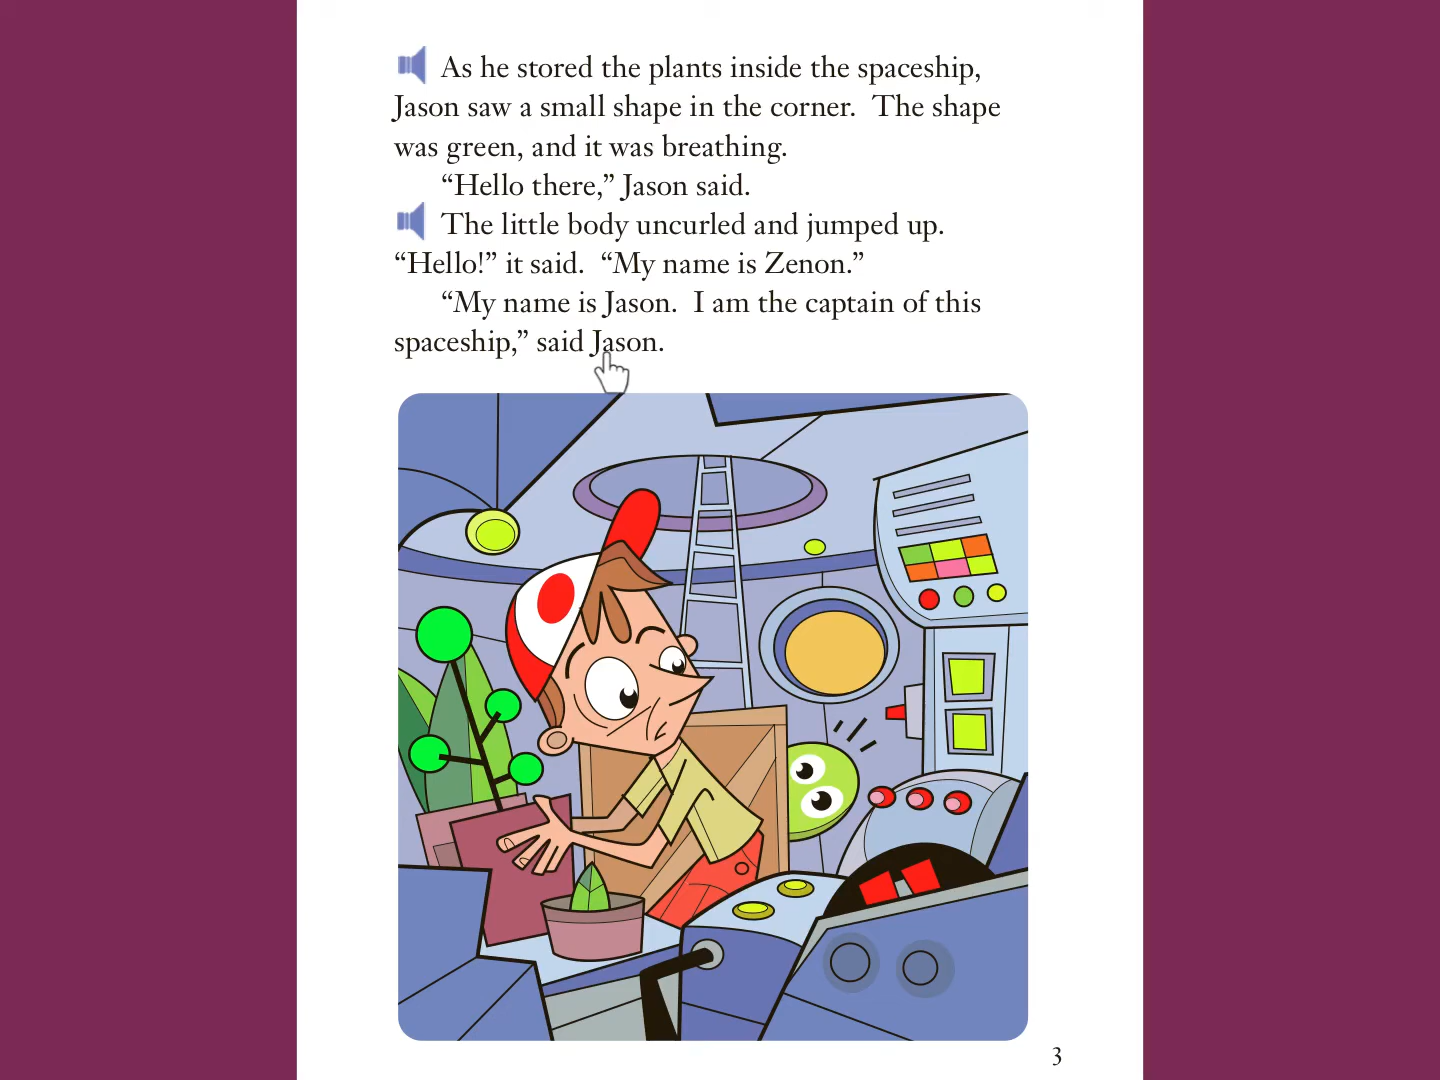 As he stored the plants inside the spaceship,
Jason saw a small shape in the corner.  The shape
was green, and it was breathing.
“Hello there,” Jason said.
The little body uncurled and jumped up.
“Hello!” it said.  “My name is Zenon.”
“My name is Jason.  I am the captain of this
spaceship,” said Jason.
3